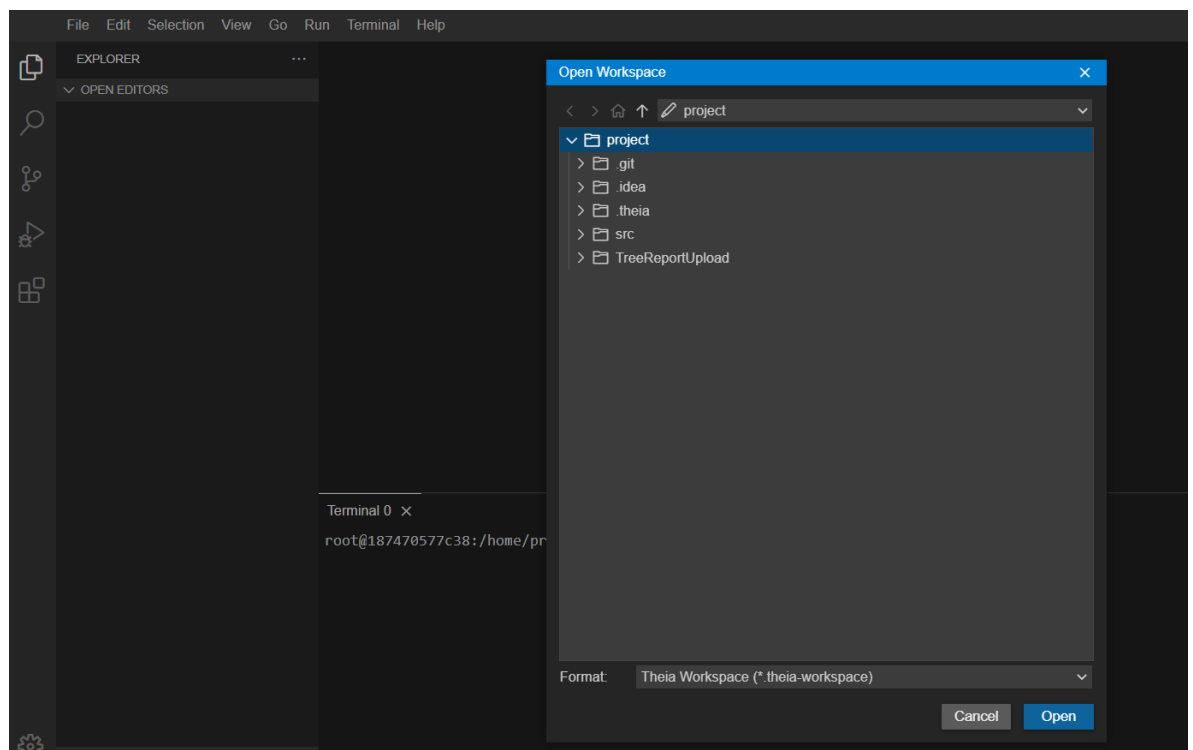 File Edit Selection View Go Run Terminal Help
EXPLORER
OPEN EDITORS
Open Workspace
project
project
.git
.idea
.theia
src
TreeReportUpload
Terminal 0
root@187470577c38:/home/pr
Format: Theia Workspace (*.theia-workspace)
Cancel Open